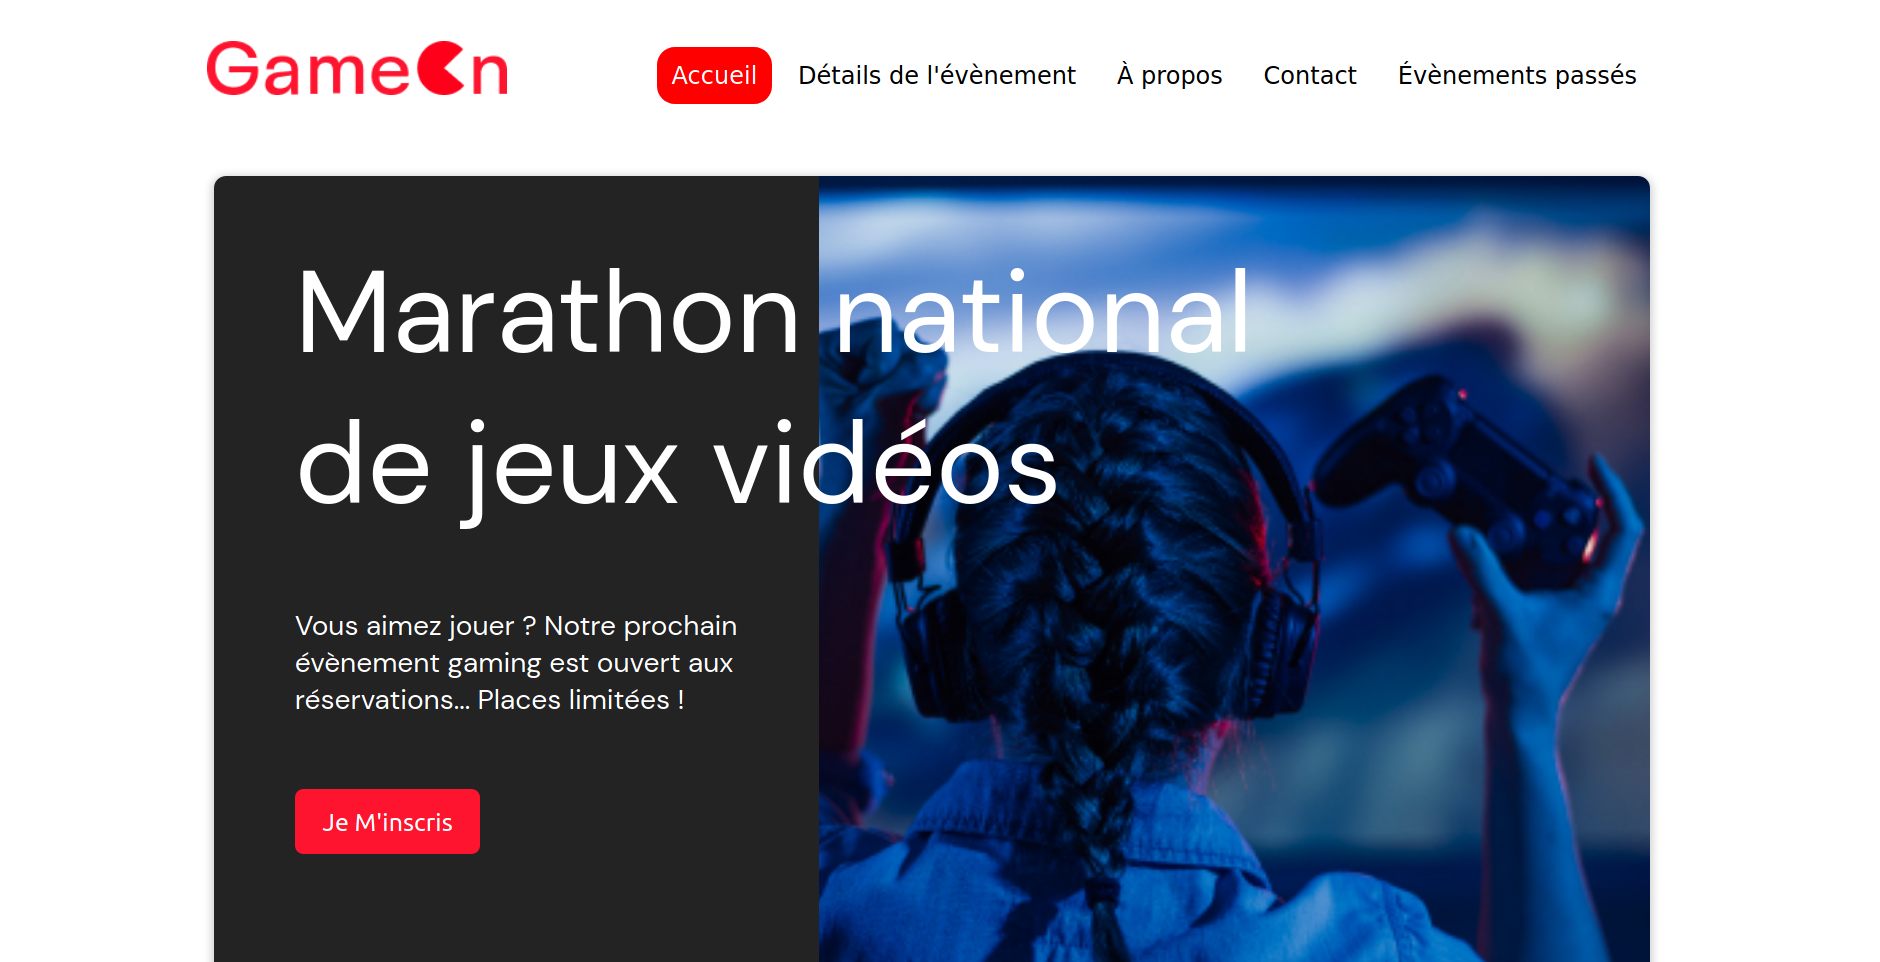 GameOn
Accueil Détails de l'évènement À propos Contact Évènements passés
Marathon national
de jeux vidéos
Vous aimez jouer ? Notre prochain
évènement gaming est ouvert aux
réservations... Places limitées !
Je M'inscris